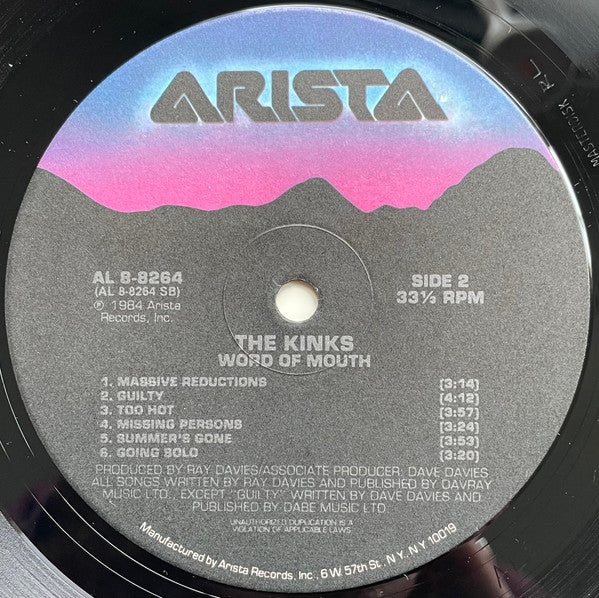 ARISTA
MASTERDISK RL
AL 8-8264
(AL 8-8264 SB)
℗ 1984 Arista
Records, Inc.
SIDE 2
33⅓ RPM
THE KINKS
WORD OF MOUTH
1. MASSIVE REDUCTIONS (3:14)
2. GUILTY (4:12)
3. TOO HOT (3:57)
4. MISSING PERSONS (3:24)
5. SUMMER'S GONE (3:53)
6. GOING SOLO (3:20)
PRODUCED BY RAY DAVIES/ASSOCIATE PRODUCER: DAVE DAVIES
ALL SONGS WRITTEN BY RAY DAVIES AND PUBLISHED BY DAVRAY
MUSIC LTD., EXCEPT "GUILTY" WRITTEN BY DAVE DAVIES AND
PUBLISHED BY DABE MUSIC LTD.
UNAUTHORIZED DUPLICATION IS A
VIOLATION OF APPLICABLE LAWS.
Manufactured by Arista Records, Inc., 6 W. 57th St., N.Y., N.Y. 10019